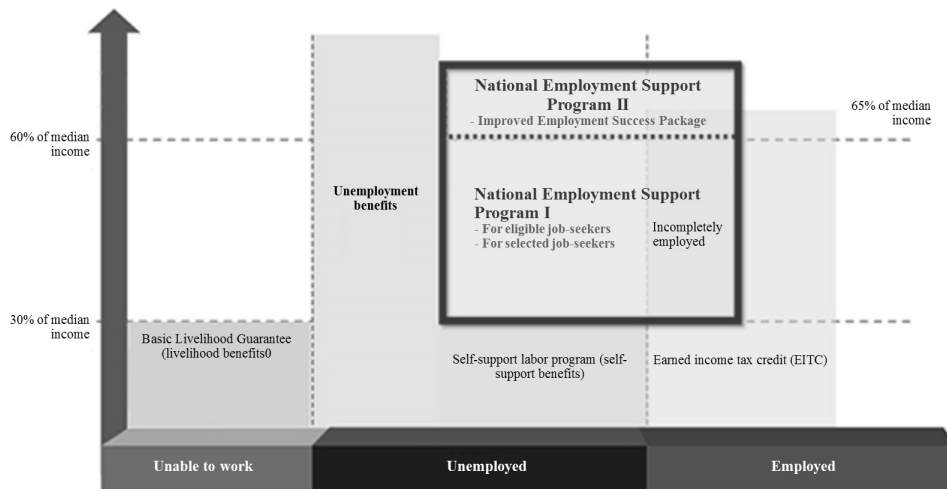 National Employment Support
Program II
- Improved Employment Success Package
65% of median
income
60% of median
income
Unemployment
benefits
National Employment Support
Program I
- For eligible job-seekers
- For selected job-seekers
Incompletely
employed
30% of median
income
Basic Livelihood Guarantee
(livelihood benefits0
Self-support labor program (self-
support benefits)
Earned income tax credit (EITC)
Unable to work
Unemployed
Employed